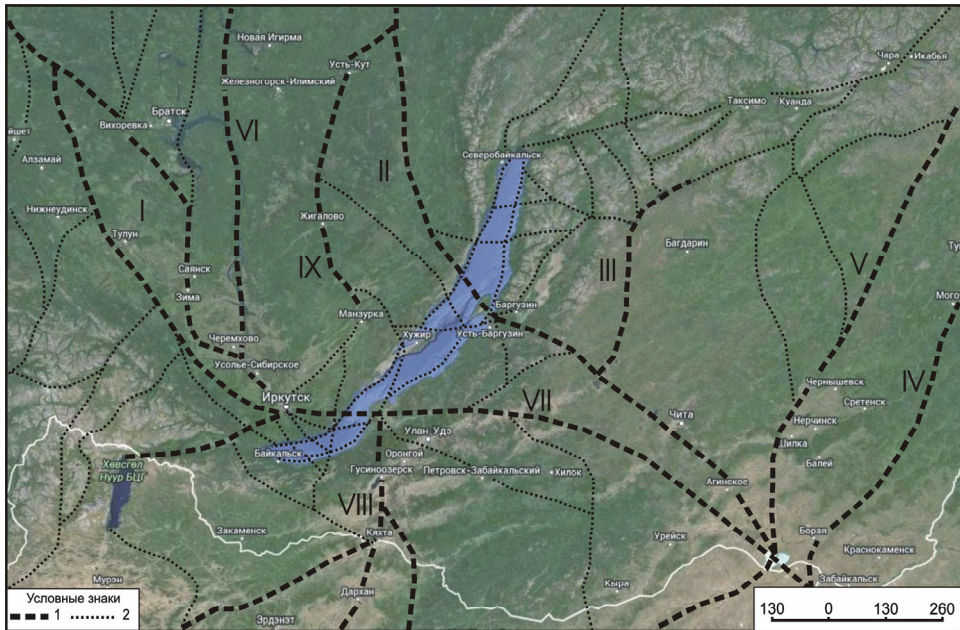 Новая Игирма
Усть-Кут
Железногорск-Илимский
Чара
Икабья
Братск
Вихоревка
Таксимо
Куанда
VI
йшет
Алзамай
II
Северобайкальск
Нижнеудинск
I
Жигалово
Тулун
Багдарин
V
Саянск
IX
III
Зима
Баргузин
Манзурка
Усть-Баргузин
Хужир
Черемхово
Усолье-Сибирское
Чернышевск
IV
Иркутск
Сретенск
VII
Нерчинск
Чита
Улан_Удэ
Шилка
Байкальск
Оронгой
Балей
Хөвсгөл
Нуур БЦГ
Гусиноозерск
Петровск-Забайкальский
Хилок
Агинское
VIII
Закаменск
Кяхта
Борзя
Урейск
Краснокаменск
Мурэн
Кыра
Забайкальск
Дархан
Условные знаки
1
2
Эрдэнэт
130
0
130
260